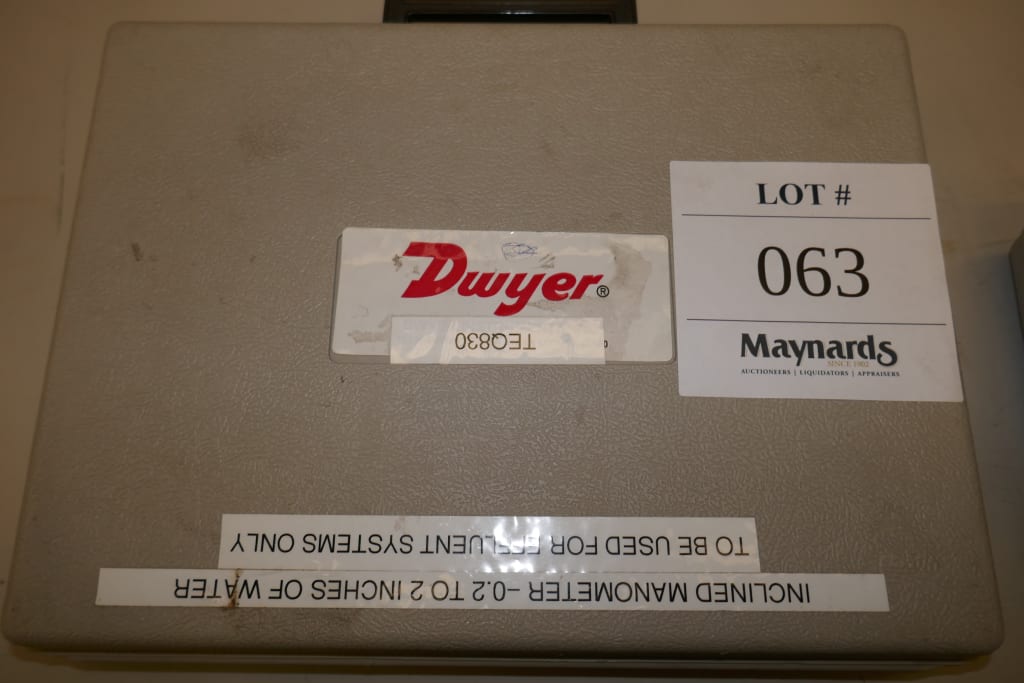 LOT #
063
Maynards
SINCE 1902
AUCTIONEERS | LIQUIDATORS | APPRAISERS
Dwyer®
TEQ830
INCLINED MANOMETER -0.2 TO 2 INCHES OF WATER
TO BE USED FOR EFFLUENT SYSTEMS ONLY